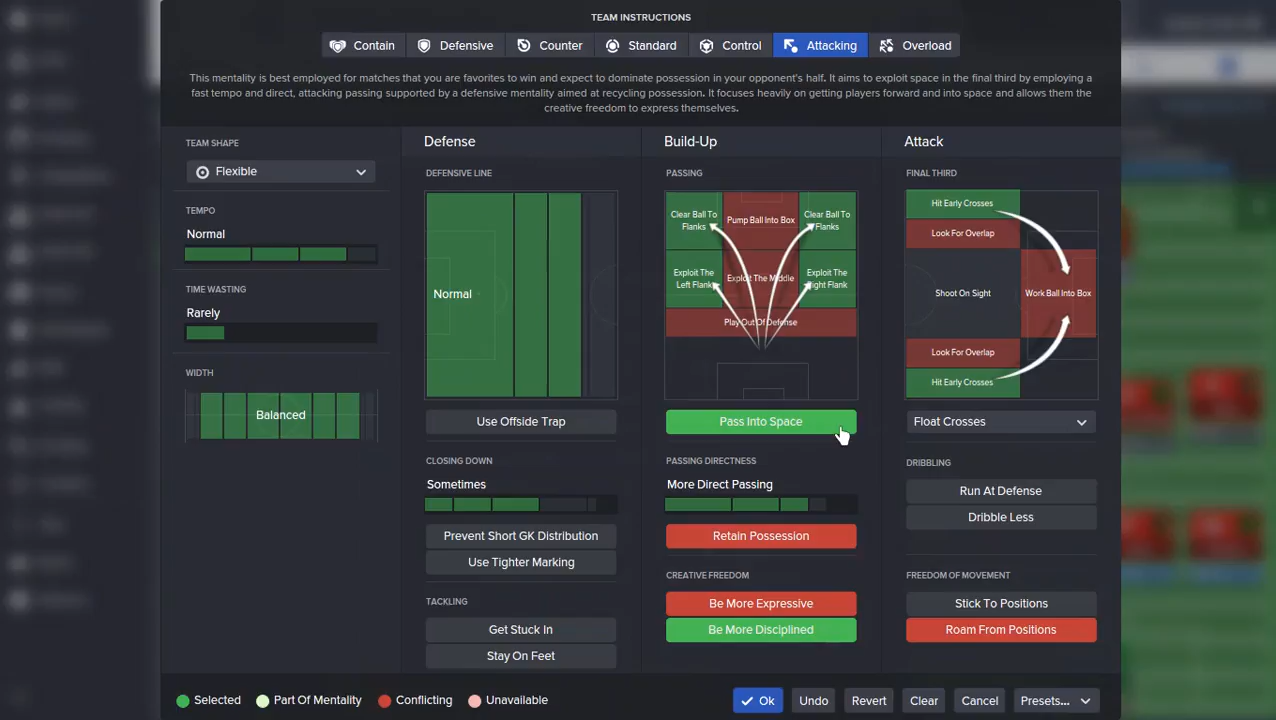 TEAM INSTRUCTIONS
Contain
Defensive
Counter
Standard
Control
Attacking
Overload
This mentality is best employed for matches that you are favorites to win and expect to dominate possession in your opponent's half. It aims to exploit space in the final third by employing a
fast tempo and direct, attacking passing supported by a defensive mentality aimed at recycling possession. It focuses heavily on getting players forward and into space and allows them the
creative freedom to express themselves.
TEAM SHAPE
Flexible
TEMPO
Normal
TIME WASTING
Rarely
WIDTH
Balanced
Defense
DEFENSIVE LINE
Normal
Use Offside Trap
CLOSING DOWN
Sometimes
Prevent Short GK Distribution
Use Tighter Marking
TACKLING
Get Stuck In
Stay On Feet
Build-Up
PASSING
Clear Ball To
Flanks
Pump Ball Into Box
Clear Ball To
Flanks
Exploit The
Left Flank
Exploit The Middle
Exploit The
Right Flank
Play Out Of Defense
Pass Into Space
PASSING DIRECTNESS
More Direct Passing
Retain Possession
CREATIVE FREEDOM
Be More Expressive
Be More Disciplined
Attack
FINAL THIRD
Hit Early Crosses
Look For Overlap
Shoot On Sight
Work Ball Into Box
Look For Overlap
Hit Early Crosses
Float Crosses
DRIBBLING
Run At Defense
Dribble Less
FREEDOM OF MOVEMENT
Stick To Positions
Roam From Positions
Selected
Part Of Mentality
Conflicting
Unavailable
Ok
Undo
Revert
Clear
Cancel
Presets...